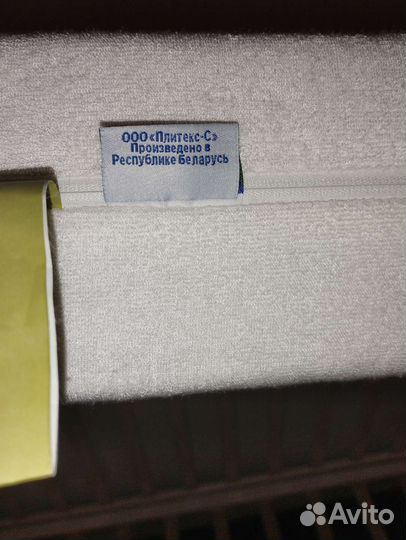 ООО «Плитекс-С»
Произведено в
Республике Беларусь
Avito